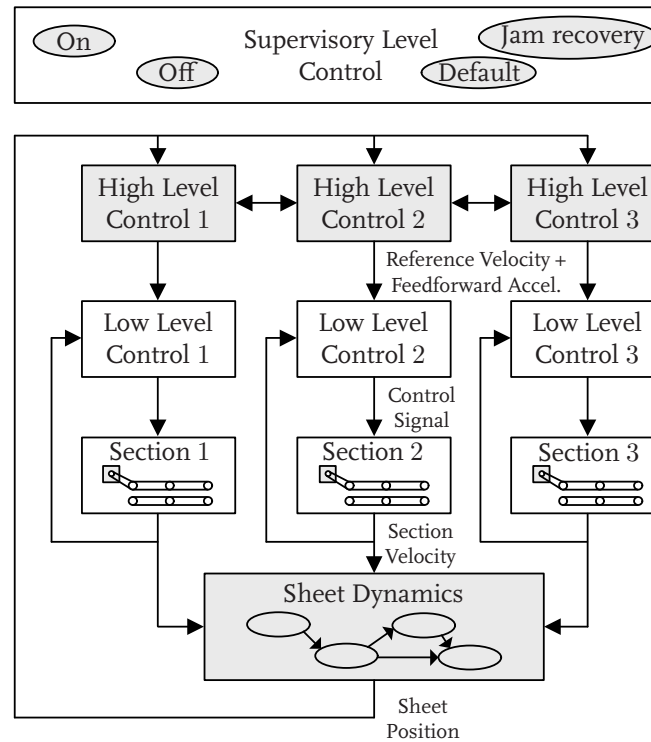 On
Supervisory Level
Jam recovery
Off
Control
Default
High Level
Control 1
High Level
Control 2
High Level
Control 3
Reference Velocity +
Feedforward Accel.
Low Level
Control 1
Low Level
Control 2
Low Level
Control 3
Control
Signal
Section 1
Section 2
Section 3
Section
Velocity
Sheet Dynamics
Sheet
Position